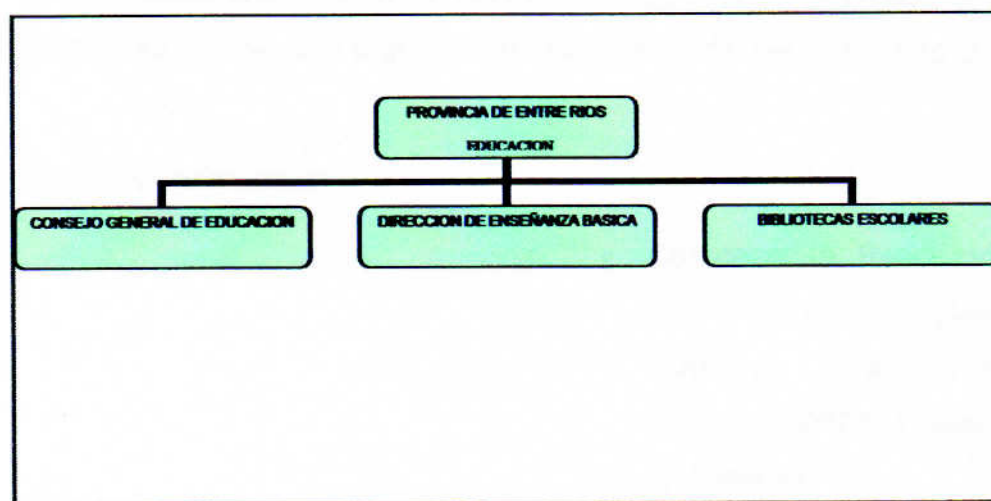 PROVINCIA DE ENTRE RIOS
EDUCACION
CONSEJO GENERAL DE EDUCACION
DIRECCION DE ENSEÑANZA BASICA
BIBLIOTECAS ESCOLARES